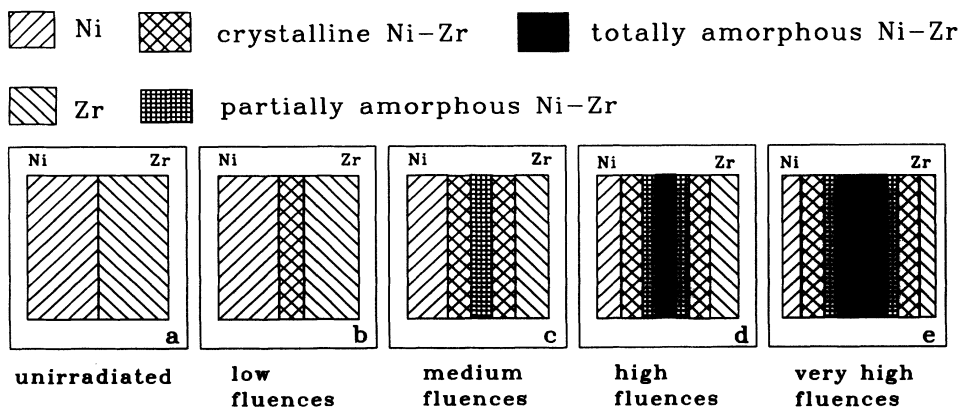 Ni crystalline Ni-Zr totally amorphous Ni-Zr
Zr partially amorphous Ni-Zr
Ni Zr Ni Zr Ni Zr Ni Zr Ni Zr
a b c d e
unirradiated low medium high very high
fluences fluences fluences fluences